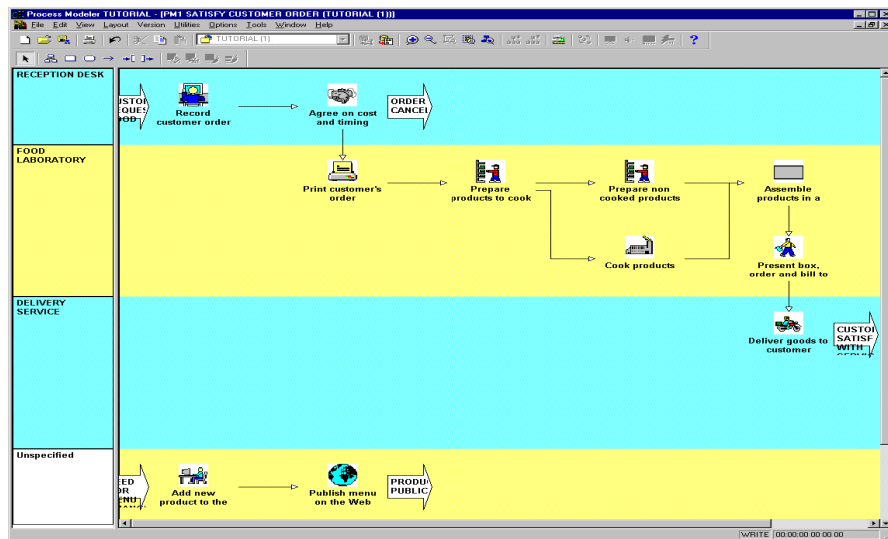 Process Modeler TUTORIAL - [PM1 SATISFY CUSTOMER ORDER (TUTORIAL (1))]
File Edit View Layout Version Utilities Options Tools Window Help
TUTORIAL (1)
RECEPTION DESK
Record
customer order
Agree on cost
and timing
ORDER
CANCEL
FOOD
LABORATORY
Print customer's
order
Prepare
products to cook
Prepare non
cooked products
Assemble
products in a
Cook products
Present box,
order and bill to
DELIVERY
SERVICE
Deliver goods to
customer
CUSTO
SATISF
WITH
Unspecified
Add new
product to the
Publish menu
on the Web
PRODU
PUBLIC
WRITE 00:00:00 00 00 00